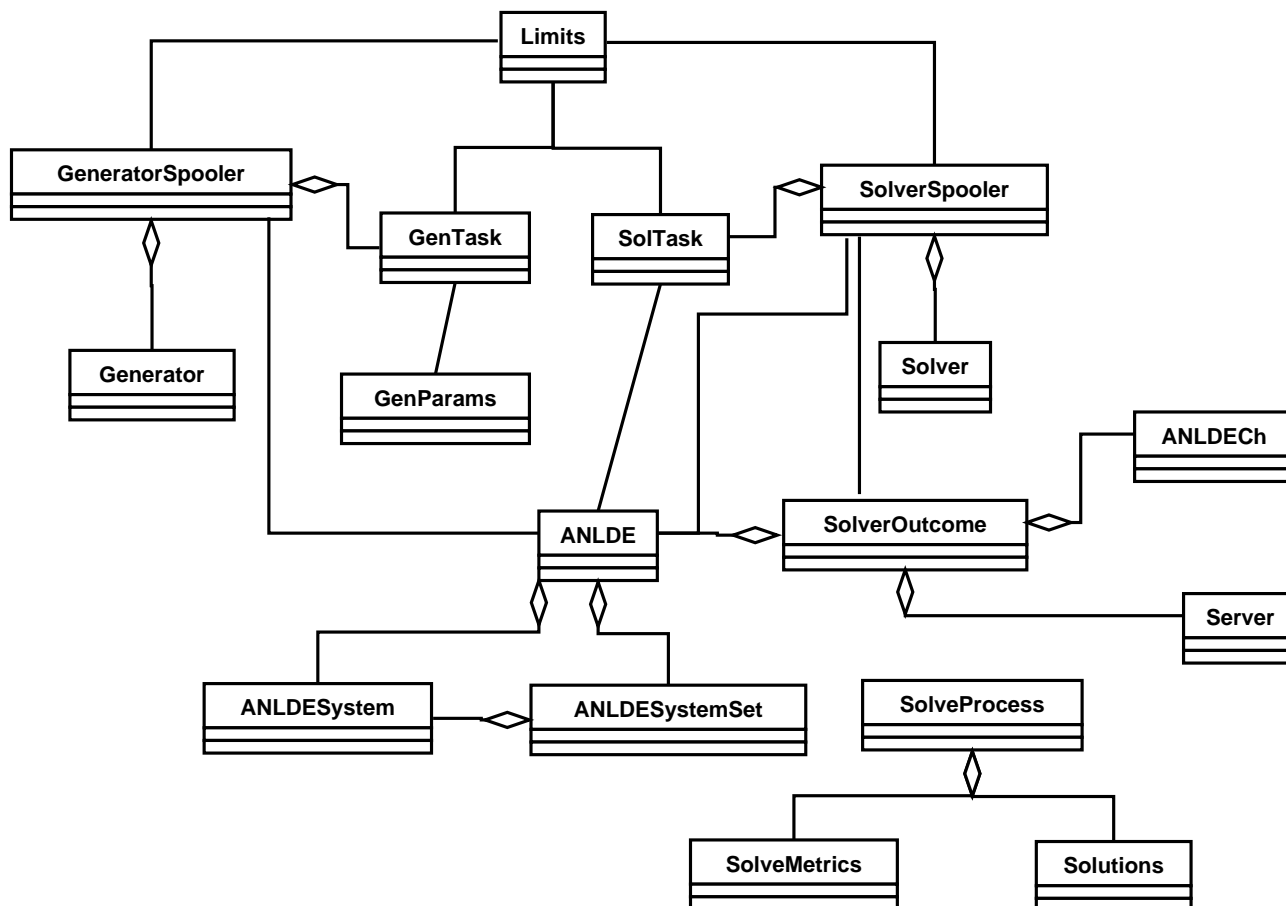 Limits
GeneratorSpooler
SolverSpooler
GenTask
SolTask
Generator
Solver
GenParams
ANLDECh
ANLDE
SolverOutcome
Server
ANLDESystem
ANLDESystemSet
SolveProcess
SolveMetrics
Solutions